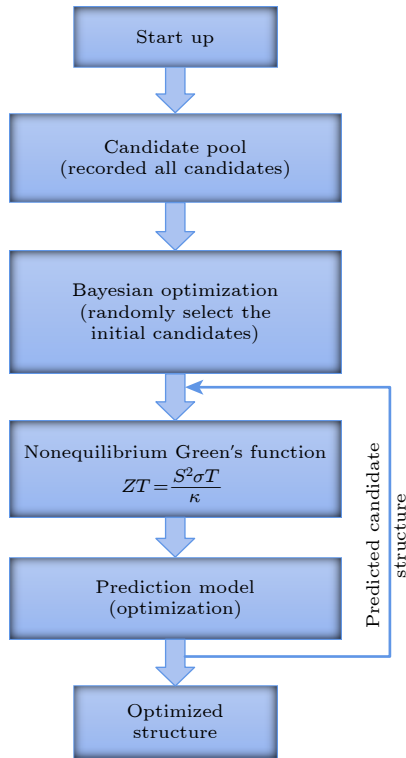 Start up
Candidate pool
(recorded all candidates)
Bayesian optimization
(randomly select the
initial candidates)
Nonequilibrium Green′s function
ZT = S²σT / κ
Prediction model
(optimization)
Predicted candidate
structure
Optimized
structure